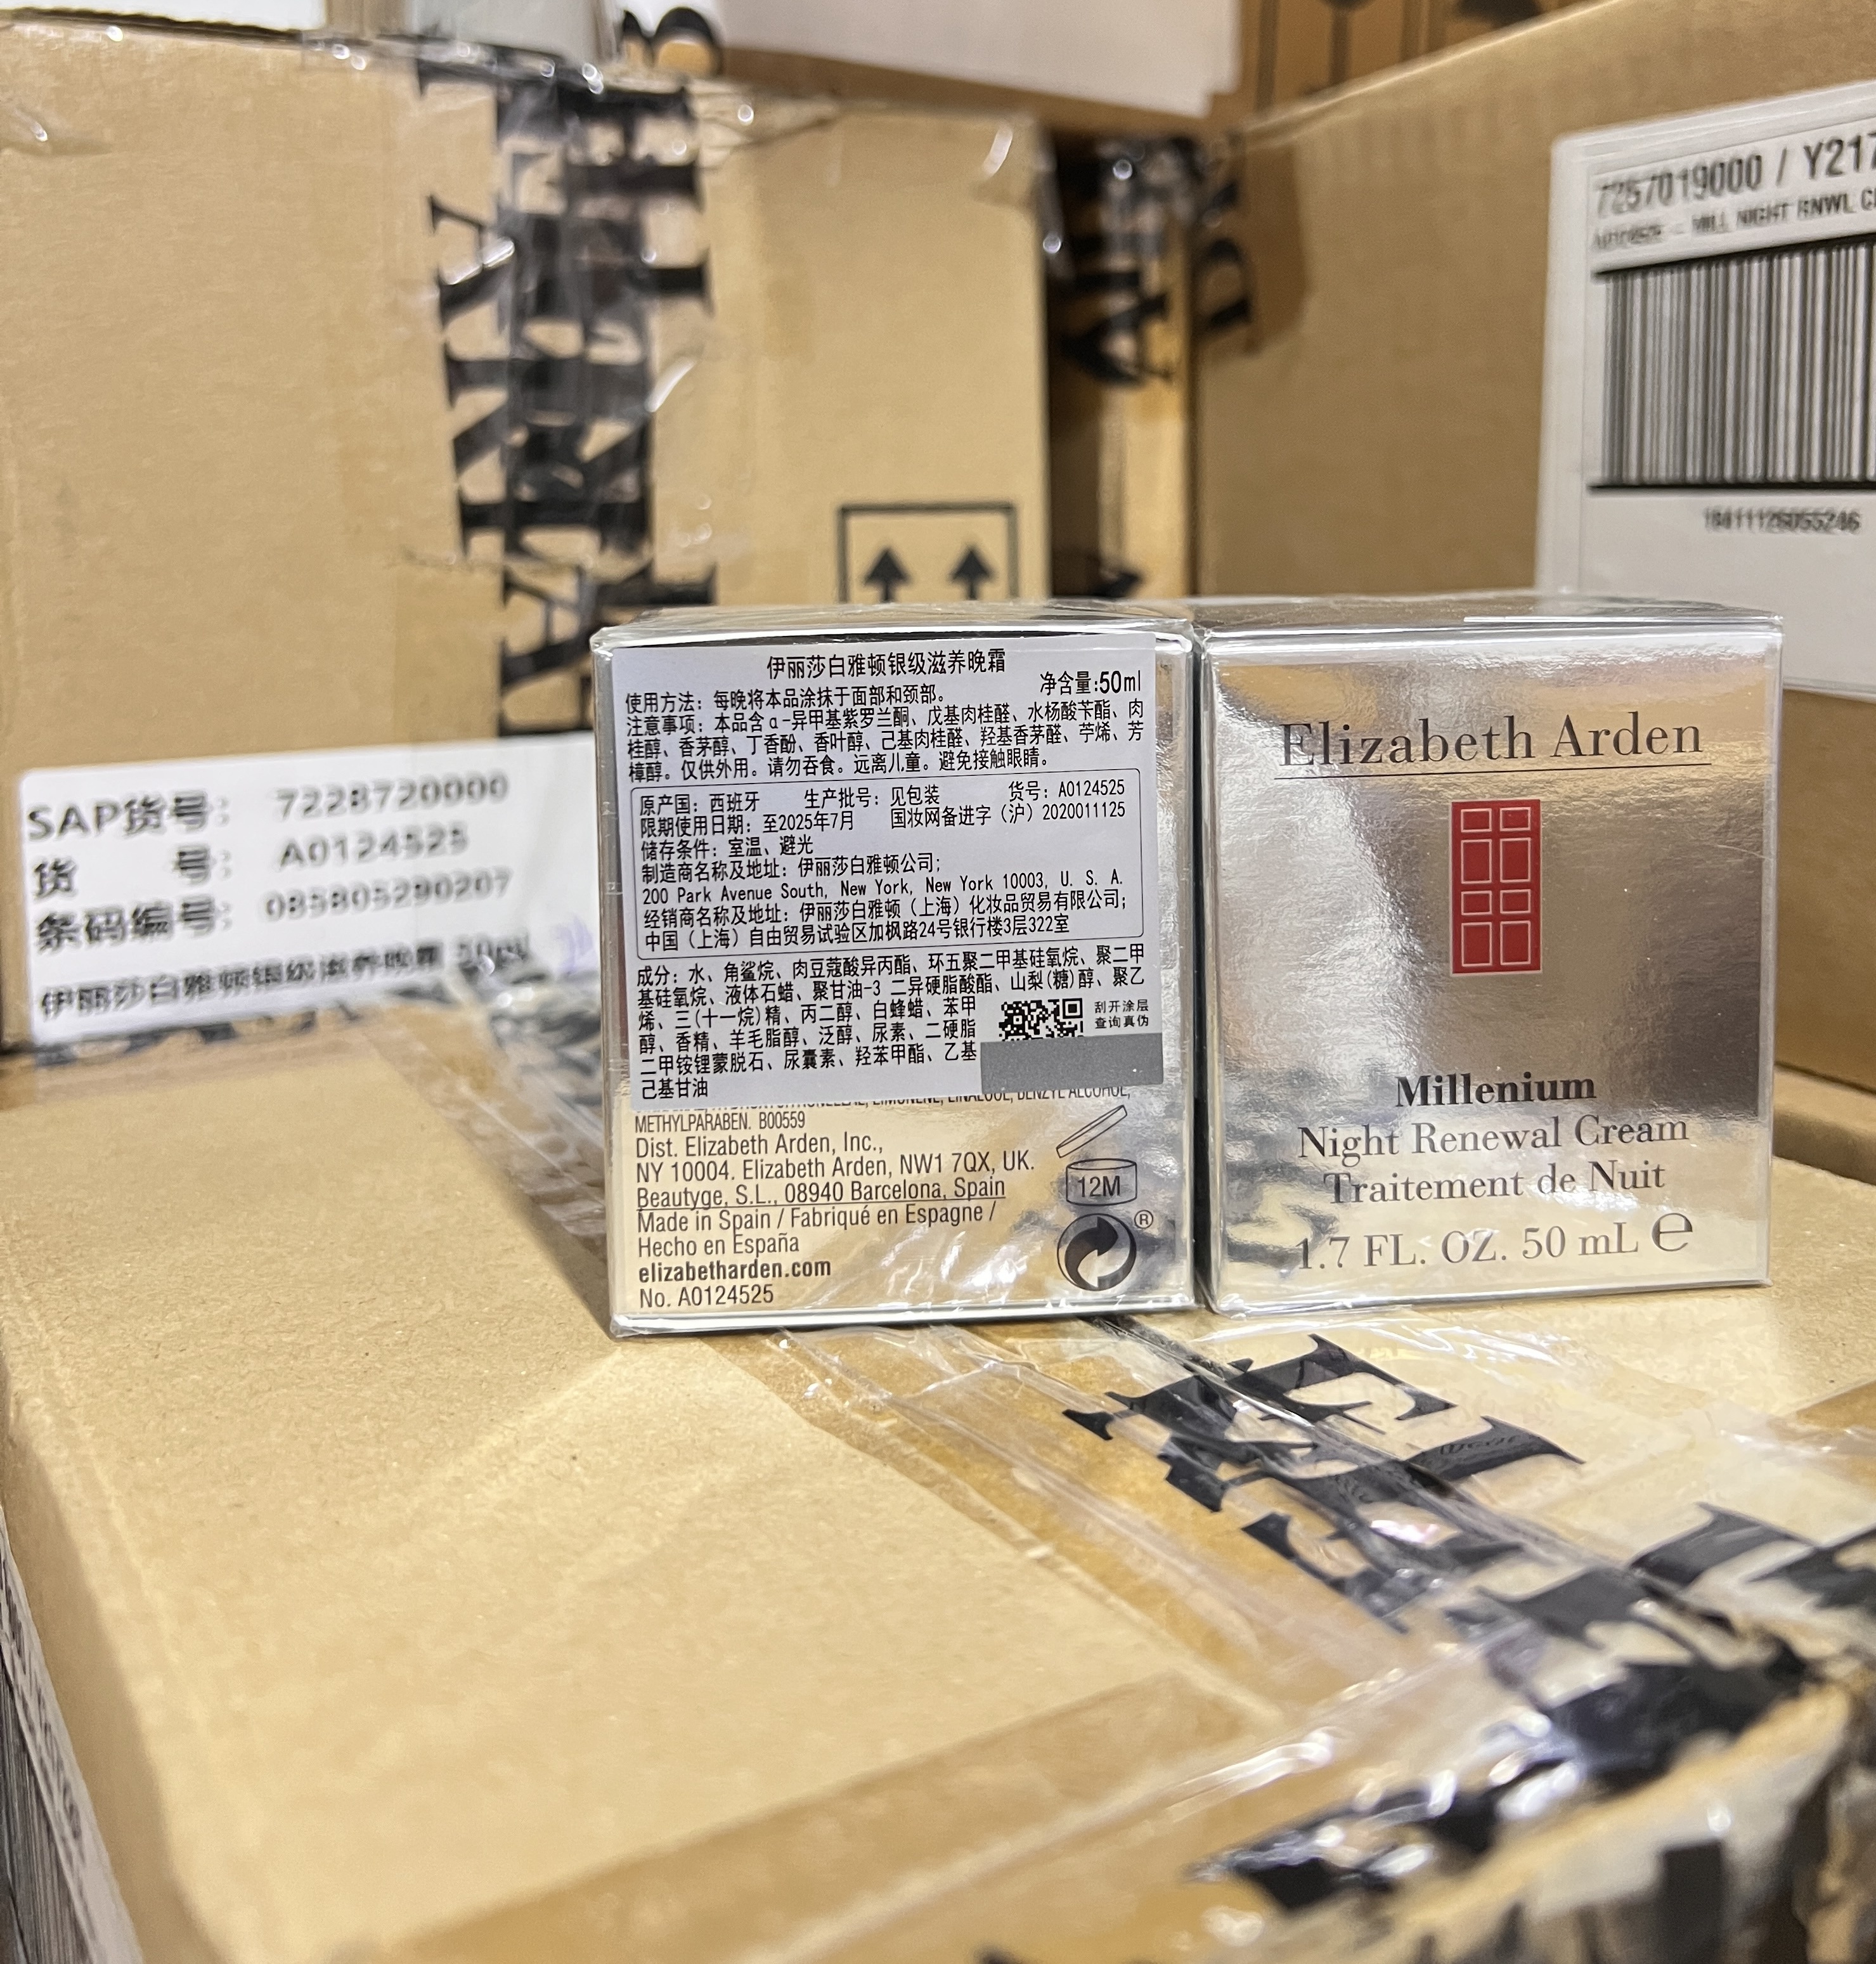 7257019000 / Y217
MILL NIGHT RNWL
18411126055246
SAP货号: 7228720000
货 号: A0124525
条码编号: 085805290207
伊丽莎白雅顿银级滋养晚霜 50ml
伊丽莎白雅顿银级滋养晚霜
净含量:50ml
使用方法: 每晚将本品涂抹于面部和颈部。
注意事项: 本品含α-异甲基紫罗兰酮、戊基肉桂醛、水杨酸苄酯、肉
桂醇、香茅醇、丁香酚、香叶醇、己基肉桂醛、羟基香茅醛、苧烯、芳
樟醇。仅供外用。请勿吞食。远离儿童。避免接触眼睛。
原产国: 西班牙 生产批号: 见包装 货号: A0124525
限期使用日期: 至2025年7月 国妆网备进字 (沪) 2020011125
储存条件: 室温、避光
制造商名称及地址: 伊丽莎白雅顿公司;
200 Park Avenue South, New York, New York 10003, U. S. A.
经销商名称及地址: 伊丽莎白雅顿 (上海) 化妆品贸易有限公司;
中国 (上海) 自由贸易试验区加枫路24号银行楼3层322室
成分: 水、角鲨烷、肉豆蔻酸异丙酯、环五聚二甲基硅氧烷、聚二甲
基硅氧烷、液体石蜡、聚甘油-3 二异硬脂酸酯、山梨(糖)醇、聚乙
烯、三(十一烷)精、丙二醇、白蜂蜡、苯甲
醇、香精、羊毛脂醇、泛醇、尿素、二硬脂
二甲铵锂蒙脱石、尿囊素、羟苯甲酯、乙基
己基甘油
刮开涂层
查询真伪
LIMONENE, LINALOOL, BENZYL ALCOHOL,
METHYLPARABEN. B00559
Dist. Elizabeth Arden, Inc.,
NY 10004. Elizabeth Arden, NW1 7QX, UK.
Beautyge, S.L., 08940 Barcelona, Spain
Made in Spain / Fabriqué en Espagne /
Hecho en España
elizabetharden.com
No. A0124525
12M
®
Elizabeth Arden
Millenium
Night Renewal Cream
Traitement de Nuit
1.7 FL. OZ. 50 mL ℮